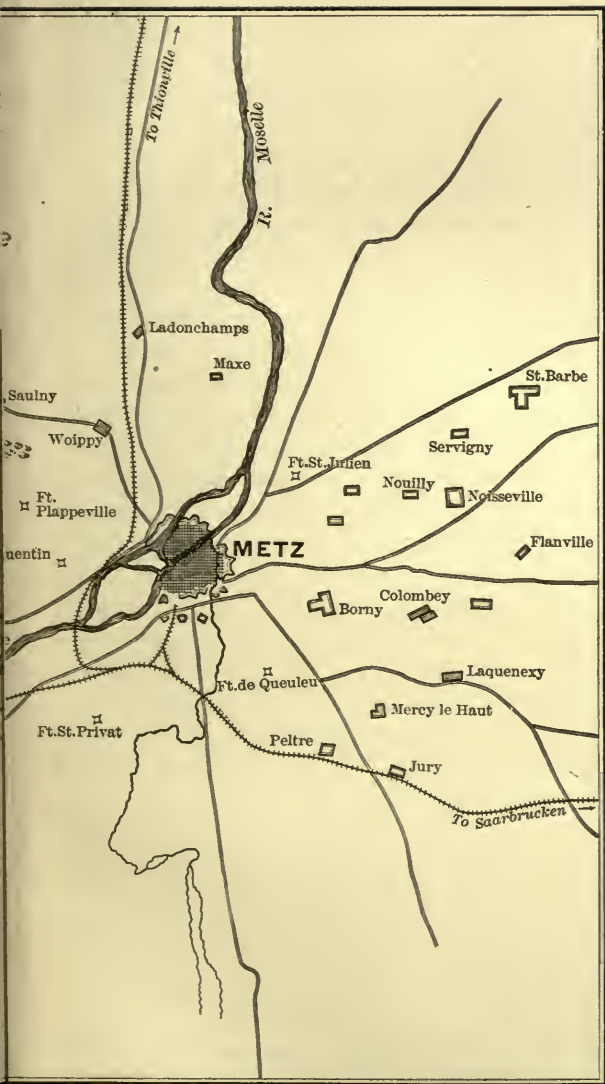 To Thionville
Moselle
R.
Ladonchamps
Maxe
St.Barbe
Saulny
Woippy
Servigny
Ft.St.Julien
Nouilly
Noisseville
Ft.
Plappeville
Flanville
uentin
METZ
Colombey
Borny
Laquenexy
Ft.de Queuleu
Mercy le Haut
Ft.St.Privat
Peltre
Jury
To Saarbrucken